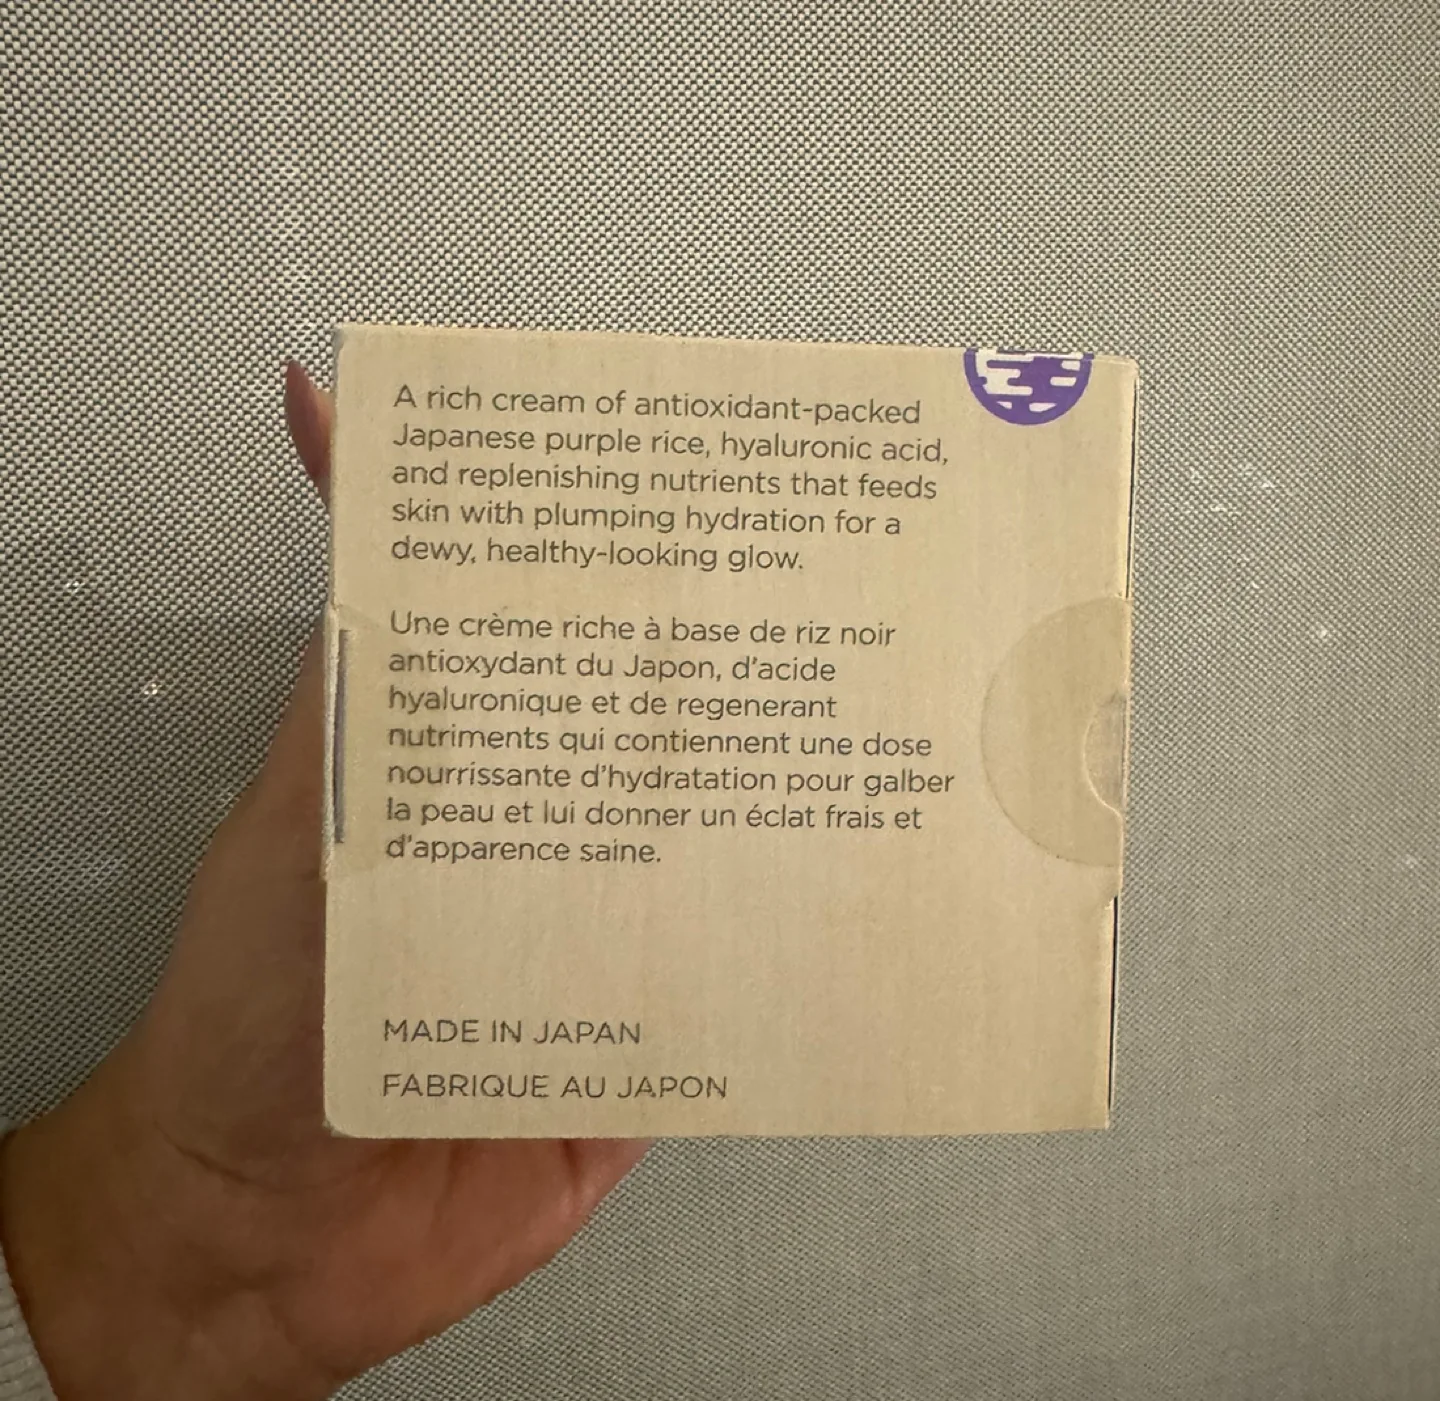 A rich cream of antioxidant-packed
Japanese purple rice, hyaluronic acid,
and replenishing nutrients that feeds
skin with plumping hydration for a
dewy, healthy-looking glow.
Une crème riche à base de riz noir
antioxydant du Japon, d'acide
hyaluronique et de regenerant
nutriments qui contiennent une dose
nourrissante d'hydratation pour galber
la peau et lui donner un éclat frais et
d'apparence saine.
MADE IN JAPAN
FABRIQUE AU JAPON